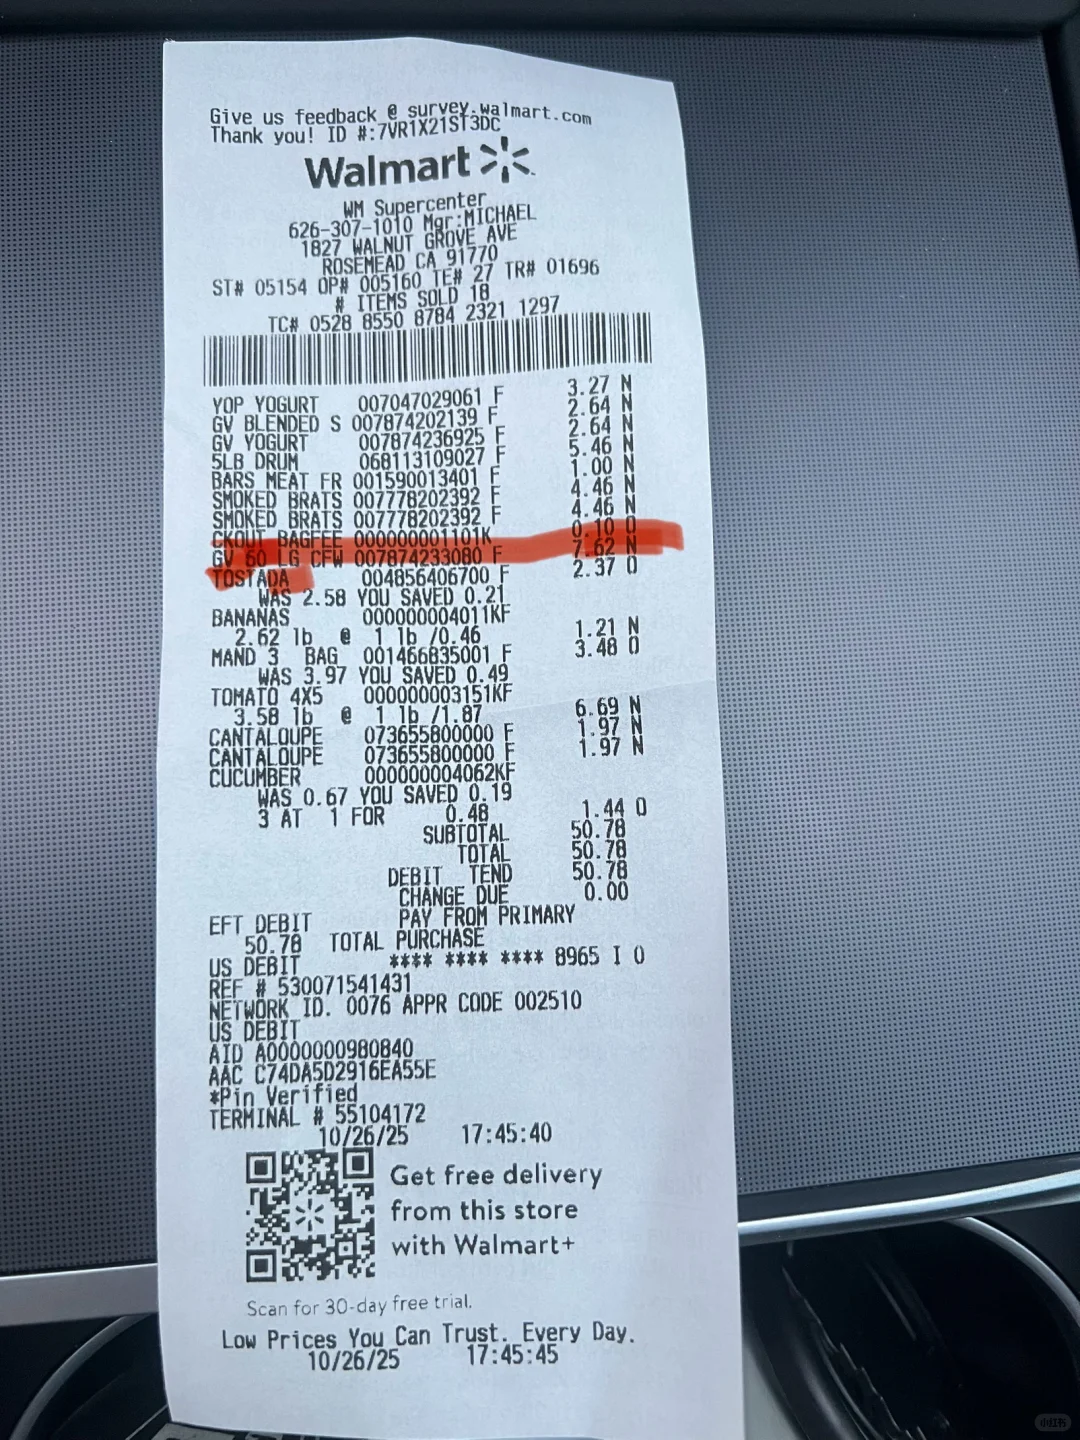 Give us feedback @ survey.walmart.com
Thank you! ID #:7VR1X21ST3DC
Walmart
WM Supercenter
626-307-1010 Mgr:MICHAEL
1827 WALNUT GROVE AVE
ROSEMEAD CA 91770
ST# 05154 OP# 005160 TE# 27 TR# 01696
# ITEMS SOLD 18
TC# 0528 8550 8784 2321 1297
YOP YOGURT 007047029061 F 3.27 N
GV BLENDED S 007874202139 F 2.64 N
GV YOGURT 007874236925 F 2.64 N
5LB DRUM 068113109027 F 5.46 N
BARS MEAT FR 001590013401 F 1.00 N
SMOKED BRATS 007778202392 F 4.46 N
SMOKED BRATS 007778202392 F 4.46 N
CKOUT BAGFEE 000000001101K 0.10 O
GV 60 LG CFW 007874233080 F 7.62 N
TOSTADA 004856406700 F 2.37 O
WAS 2.58 YOU SAVED 0.21
BANANAS 000000004011KF
2.62 lb @ 1 lb /0.46 1.21 N
MAND 3 BAG 001466835001 F 3.48 O
WAS 3.97 YOU SAVED 0.49
TOMATO 4X5 000000003151KF
3.58 lb @ 1 lb /1.87 6.69 N
CANTALOUPE 073655800000 F 1.97 N
CANTALOUPE 073655800000 F 1.97 N
CUCUMBER 000000004062KF
WAS 0.67 YOU SAVED 0.19
3 AT 1 FOR 0.48 1.44 O
SUBTOTAL 50.78
TOTAL 50.78
DEBIT TEND 50.78
CHANGE DUE 0.00
EFT DEBIT PAY FROM PRIMARY
50.78 TOTAL PURCHASE
US DEBIT **** **** **** 8965 I 0
REF # 530071541431
NETWORK ID. 0076 APPR CODE 002510
US DEBIT
AID A0000000980840
AAC C74DA5D2916EA55E
*Pin Verified
TERMINAL # 55104172
10/26/25 17:45:40
Get free delivery
from this store
with Walmart+
Scan for 30-day free trial.
Low Prices You Can Trust. Every Day.
10/26/25 17:45:45
小红书